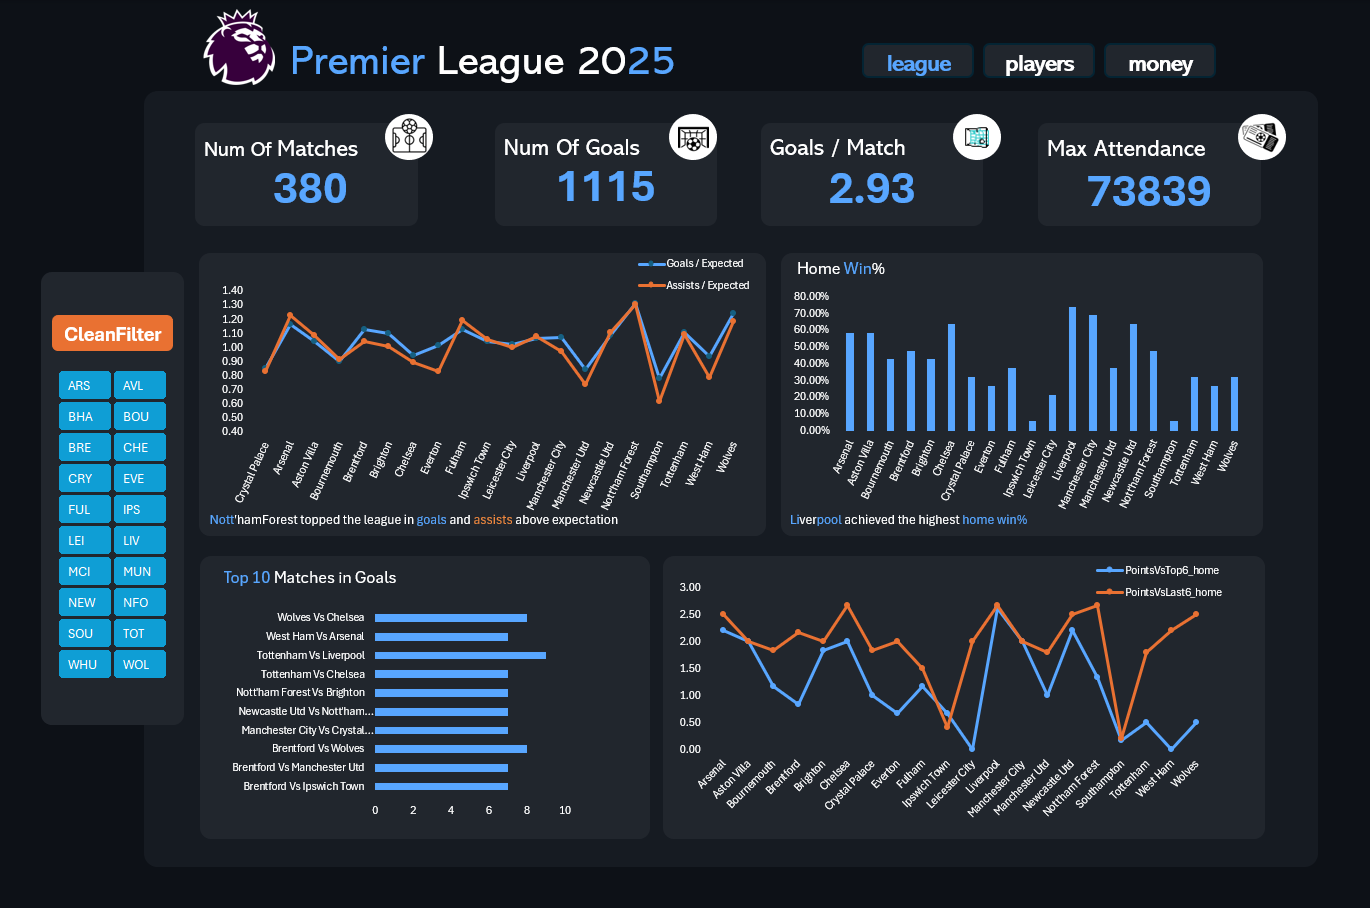 Premier League 2025
league
players
money
Num Of Matches
380
Num Of Goals
1115
Goals / Match
2.93
Max Attendance
73839
CleanFilter
ARS AVL
BHA BOU
BRE CHE
CRY EVE
FUL IPS
LEI LIV
MCI MUN
NEW NFO
SOU TOT
WHU WOL
Goals / Expected
Assists / Expected
1.40
1.30
1.20
1.10
1.00
0.90
0.80
0.70
0.60
0.50
0.40
Crystal Palace
Arsenal
Aston Villa
Bournemouth
Brentford
Brighton
Chelsea
Everton
Fulham
Ipswich Town
Leicester City
Liverpool
Manchester City
Manchester Utd
Newcastle Utd
Nott'ham Forest
Southampton
Tottenham
West Ham
Wolves
Nott'hamForest topped the league in goals and assists above expectation
Home Win%
80.00%
70.00%
60.00%
50.00%
40.00%
30.00%
20.00%
10.00%
0.00%
Arsenal
Aston Villa
Bournemouth
Brentford
Brighton
Chelsea
Crystal Palace
Everton
Fulham
Ipswich Town
Leicester City
Liverpool
Manchester City
Manchester Utd
Newcastle Utd
Nott'ham Forest
Southampton
Tottenham
West Ham
Wolves
Liverpool achieved the highest home win%
Top 10 Matches in Goals
Wolves Vs Chelsea
West Ham Vs Arsenal
Tottenham Vs Liverpool
Tottenham Vs Chelsea
Nott'ham Forest Vs Brighton
Newcastle Utd Vs Nott'ham...
Manchester City Vs Crystal...
Brentford Vs Wolves
Brentford Vs Manchester Utd
Brentford Vs Ipswich Town
0 2 4 6 8 10
PointsVsTop6_home
PointsVsLast6_home
3.00
2.50
2.00
1.50
1.00
0.50
0.00
Arsenal
Aston Villa
Bournemouth
Brentford
Brighton
Chelsea
Crystal Palace
Everton
Fulham
Ipswich Town
Leicester City
Liverpool
Manchester City
Manchester Utd
Newcastle Utd
Nott'ham Forest
Southampton
Tottenham
West Ham
Wolves